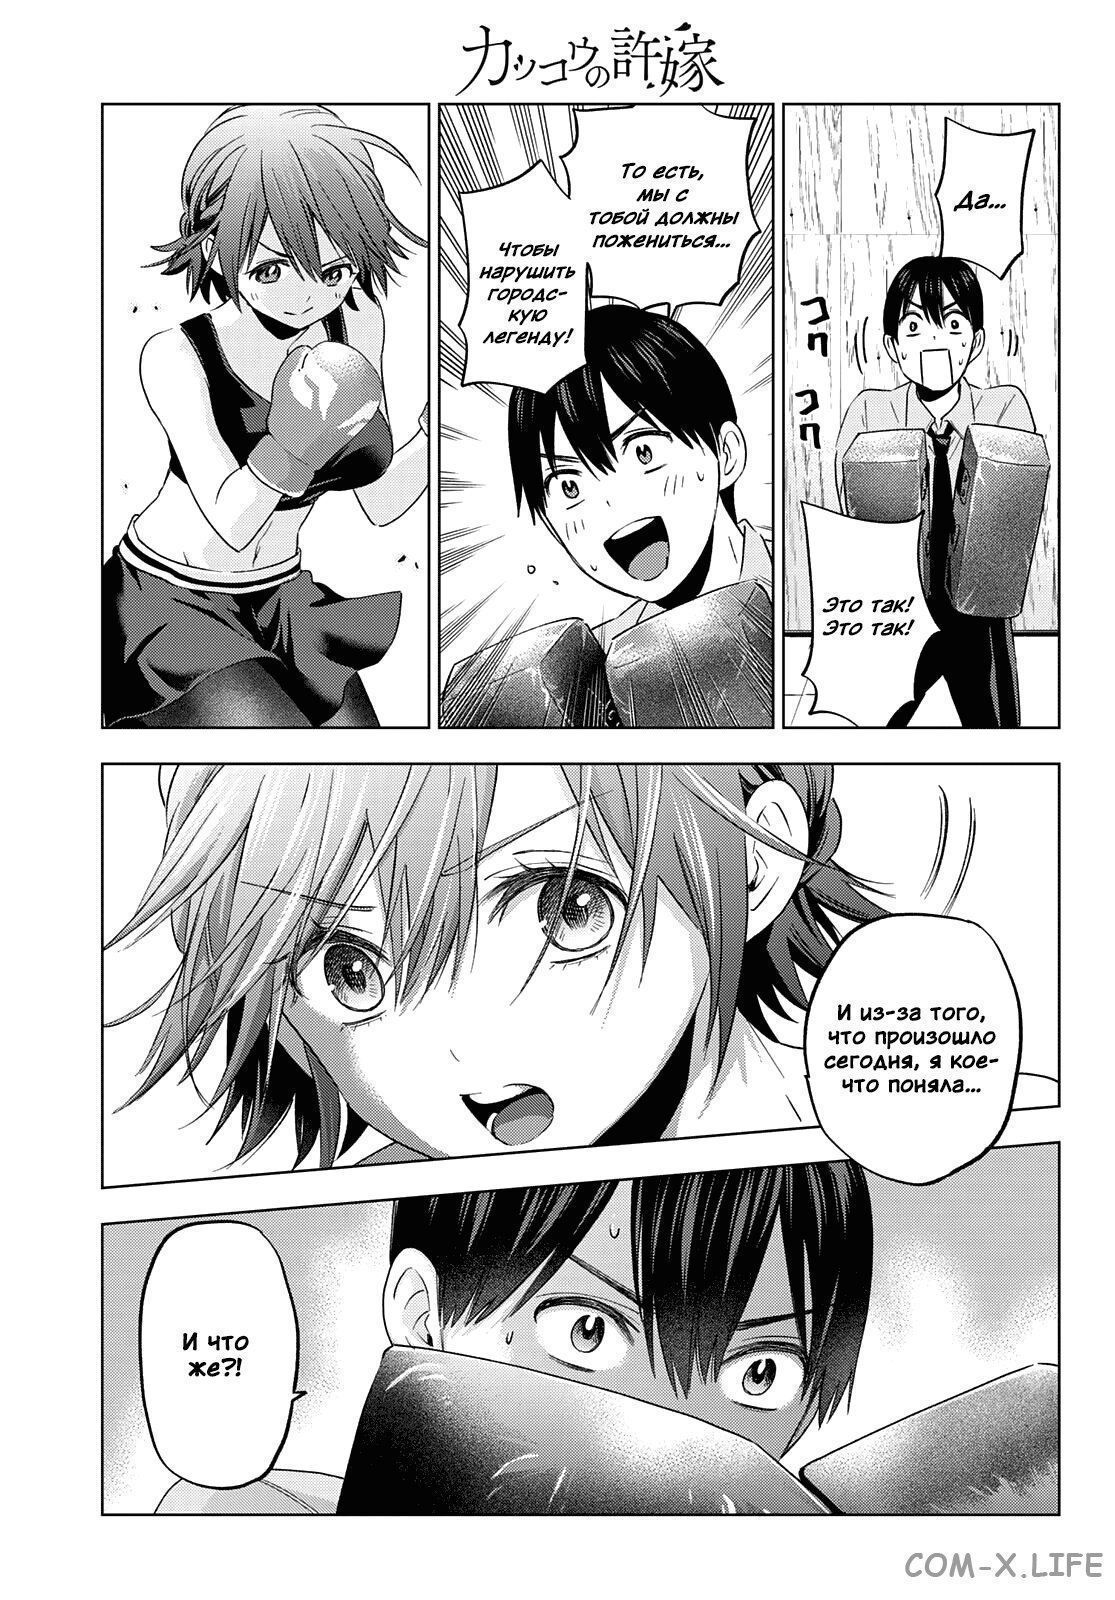 カッコウの許嫁
Да...
コク
コク
Это так!
Это так!
То есть,
мы с
тобой должны
пожениться...
Чтобы
нарушить
городс-
кую
легенду!
И из-за того,
что произошло
сегодня, я кое-
что поняла...
И что
же?!
COM-X.LIFE